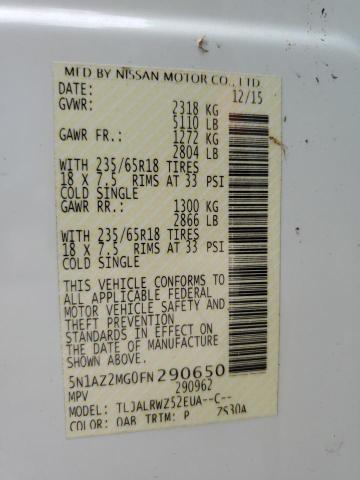 MFD BY NISSAN MOTOR CO., LTD.
DATE: 12/15
GVWR: 2318 KG
5110 LB
GAWR FR.: 1272 KG
2804 LB
WITH 235/65R18 TIRES
18 X 7.5 RIMS AT 33 PSI
COLD SINGLE
GAWR RR.: 1300 KG
2866 LB
WITH 235/65R18 TIRES
18 X 7.5 RIMS AT 33 PSI
COLD SINGLE
THIS VEHICLE CONFORMS TO
ALL APPLICABLE FEDERAL
MOTOR VEHICLE SAFETY AND
THEFT PREVENTION
STANDARDS IN EFFECT ON
THE DATE OF MANUFACTURE
SHOWN ABOVE.
5N1AZ2MG0FN290650
MPV 290962
MODEL: TLJALRWZ52EUA--C--
COLOR: QAB TRIM: P 7S30A